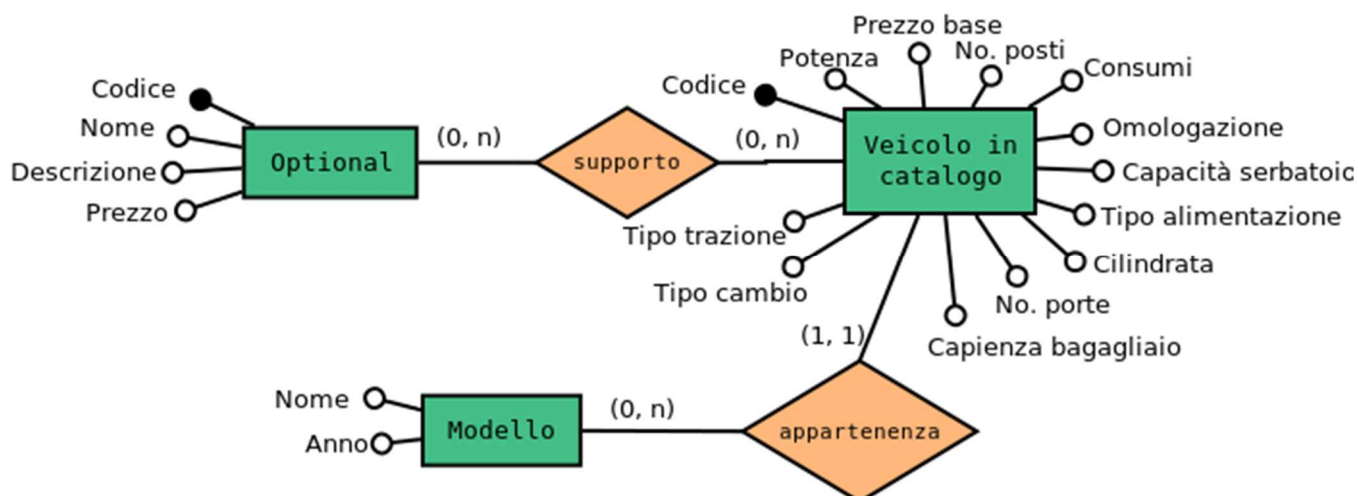 Prezzo base
No. posti
Potenza
Consumi
Codice
Codice
Nome
(0, n)
(0, n)
Omologazione
Optional
supporto
Veicolo in
catalogo
Descrizione
Capacità serbatoio
Prezzo
Tipo alimentazione
Tipo trazione
Cilindrata
Tipo cambio
No. porte
(1, 1)
Capienza bagagliaio
Nome
(0, n)
Modello
appartenenza
Anno